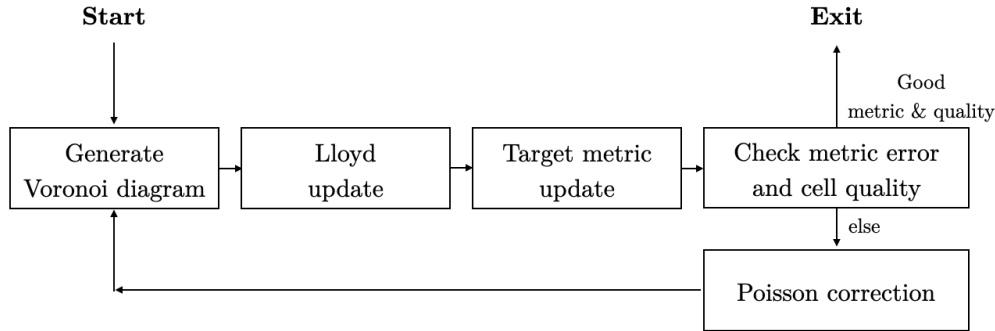 Start
Exit
Good
metric & quality
Generate
Voronoi diagram
Lloyd
update
Target metric
update
Check metric error
and cell quality
else
Poisson correction